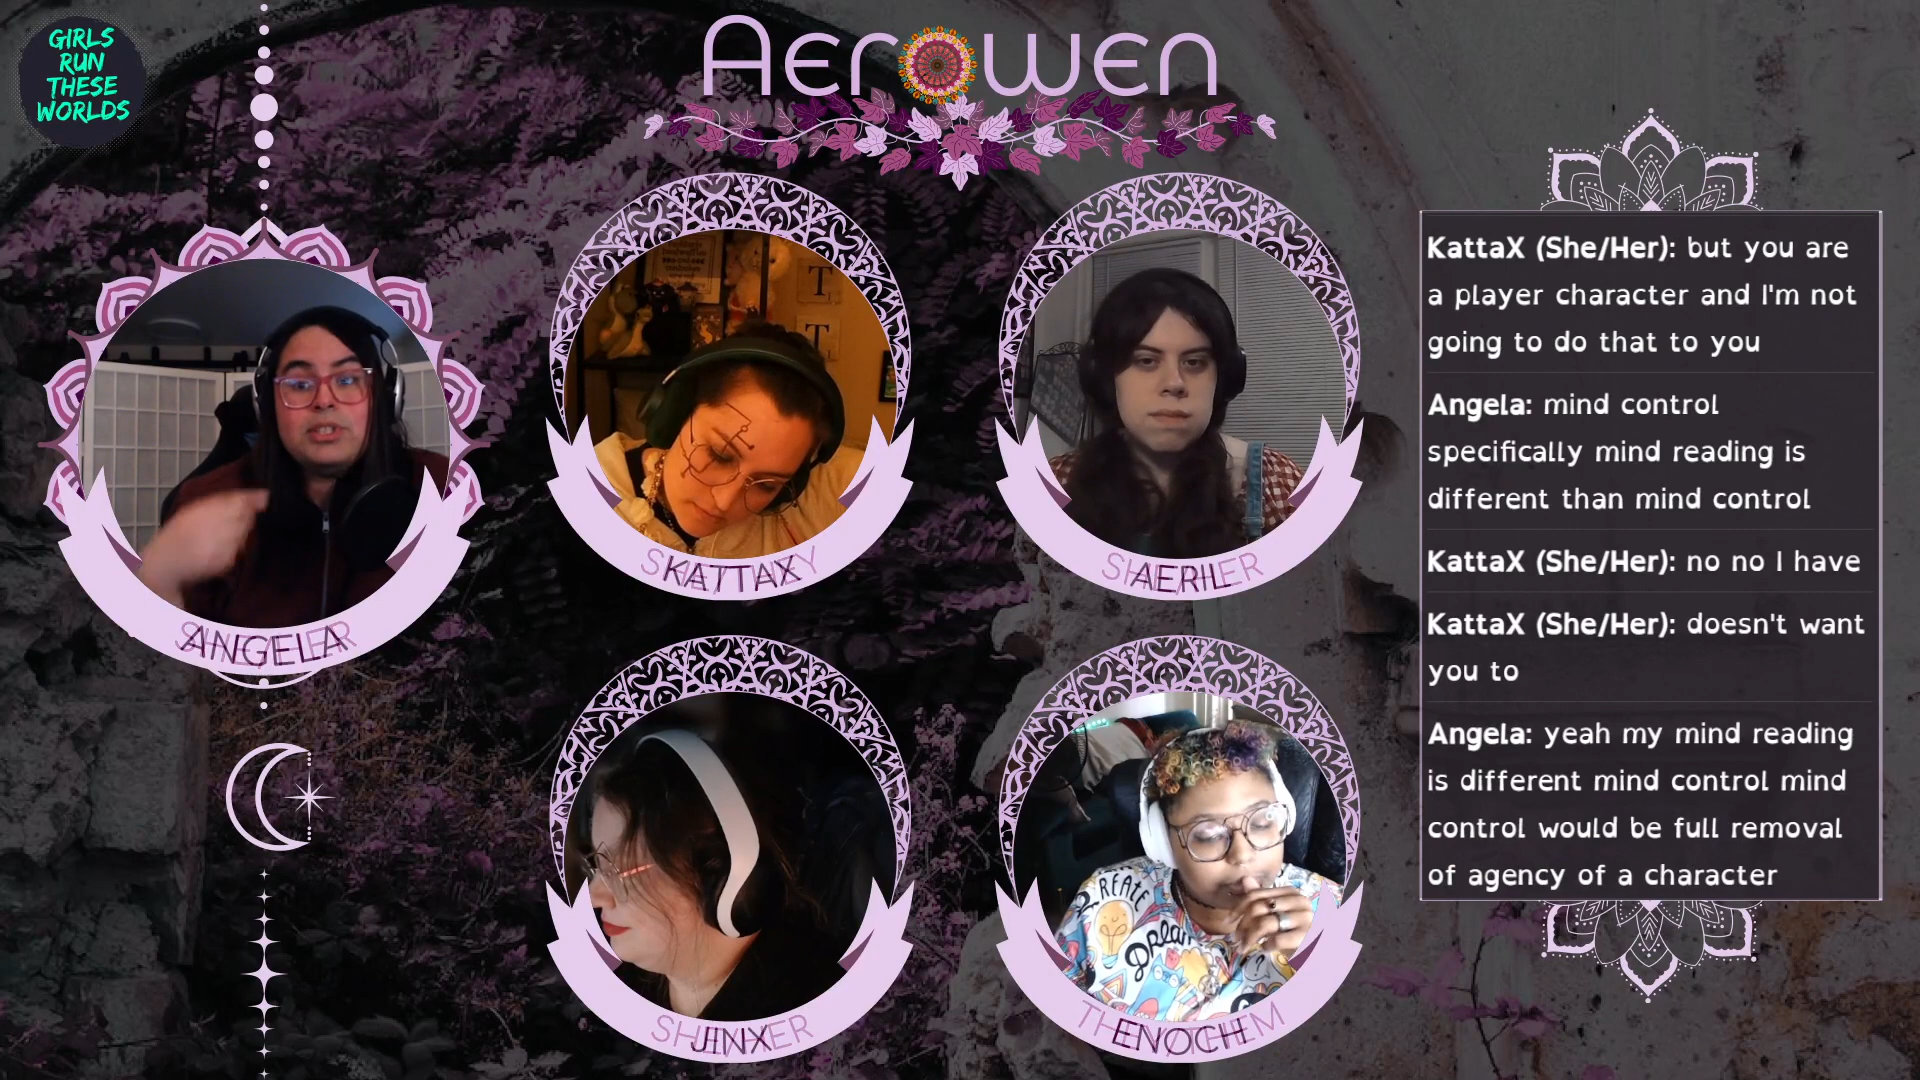 GIRLS
RUN
THESE
WORLDS
AEROWEN
KattaX (She/Her): but you are
a player character and I'm not
going to do that to you
Angela: mind control
specifically mind reading is
different than mind control
KattaX (She/Her): no no I have
KattaX (She/Her): doesn't want
you to
Angela: yeah my mind reading
is different mind control mind
control would be full removal
of agency of a character
ANGELA
KATTAX
AERIL
JINX
ENOCH
T
T
CREATE
Dream